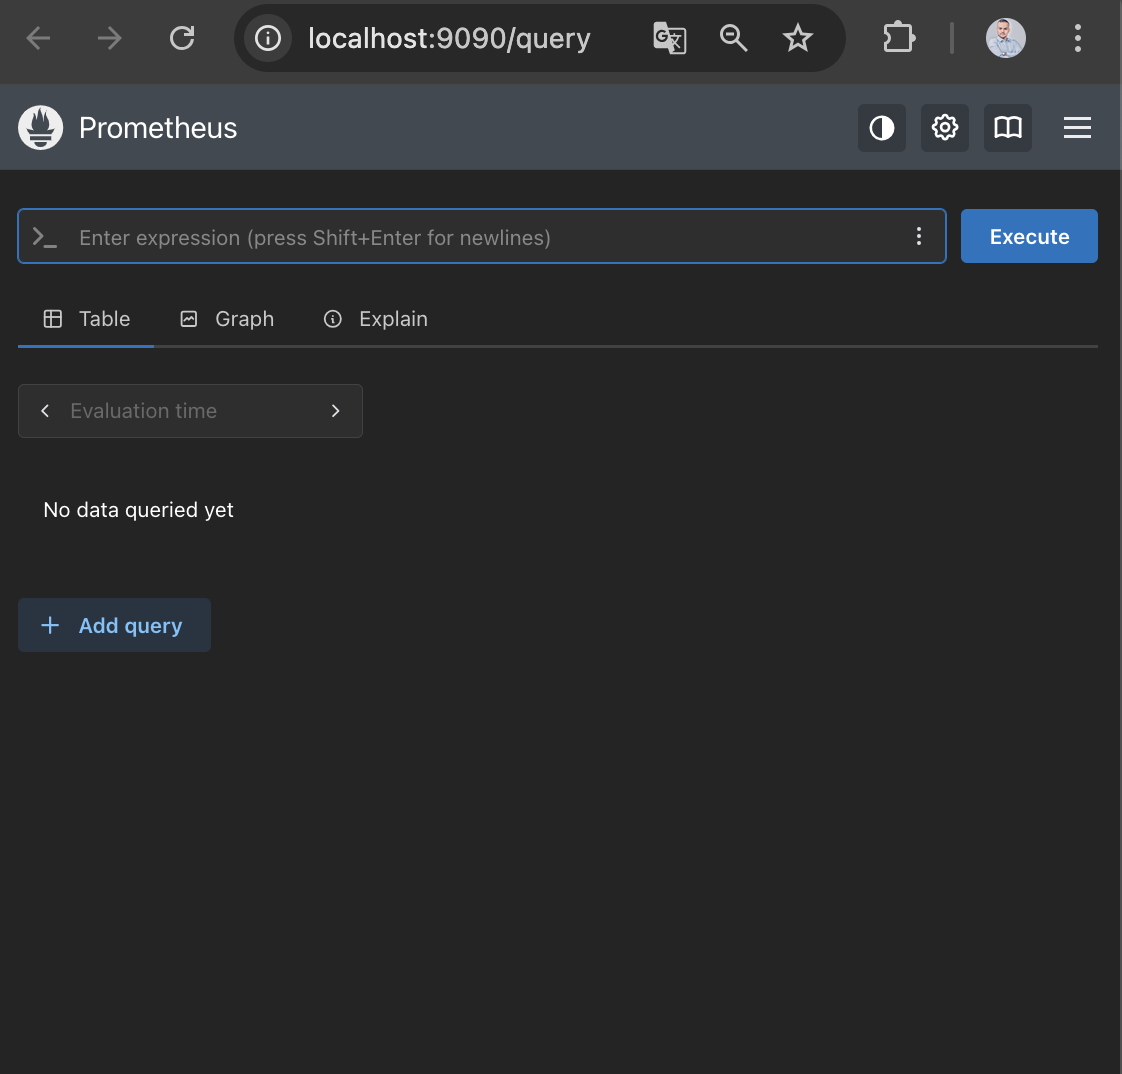 localhost:9090/query
Prometheus
Enter expression (press Shift+Enter for newlines)
Execute
Table Graph Explain
Evaluation time
No data queried yet
Add query